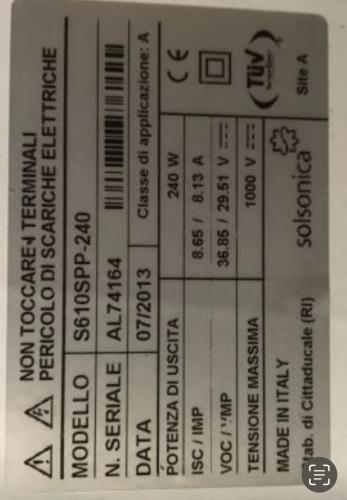 NON TOCCARE I TERMINALI
PERICOLO DI SCARICHE ELETTRICHE
MODELLO S610SPP-240
N. SERIALE AL74164
DATA 07/2013 Classe di applicazione: A
POTENZA DI USCITA 240 W
ISC / IMP 8.65 / 8.13 A
VOC / VMP 36.85 / 29.51 V
TENSIONE MASSIMA 1000 V
CE
TÜV
MADE IN ITALY
Stab. di Cittaducale (RI)
solsonica
Site A